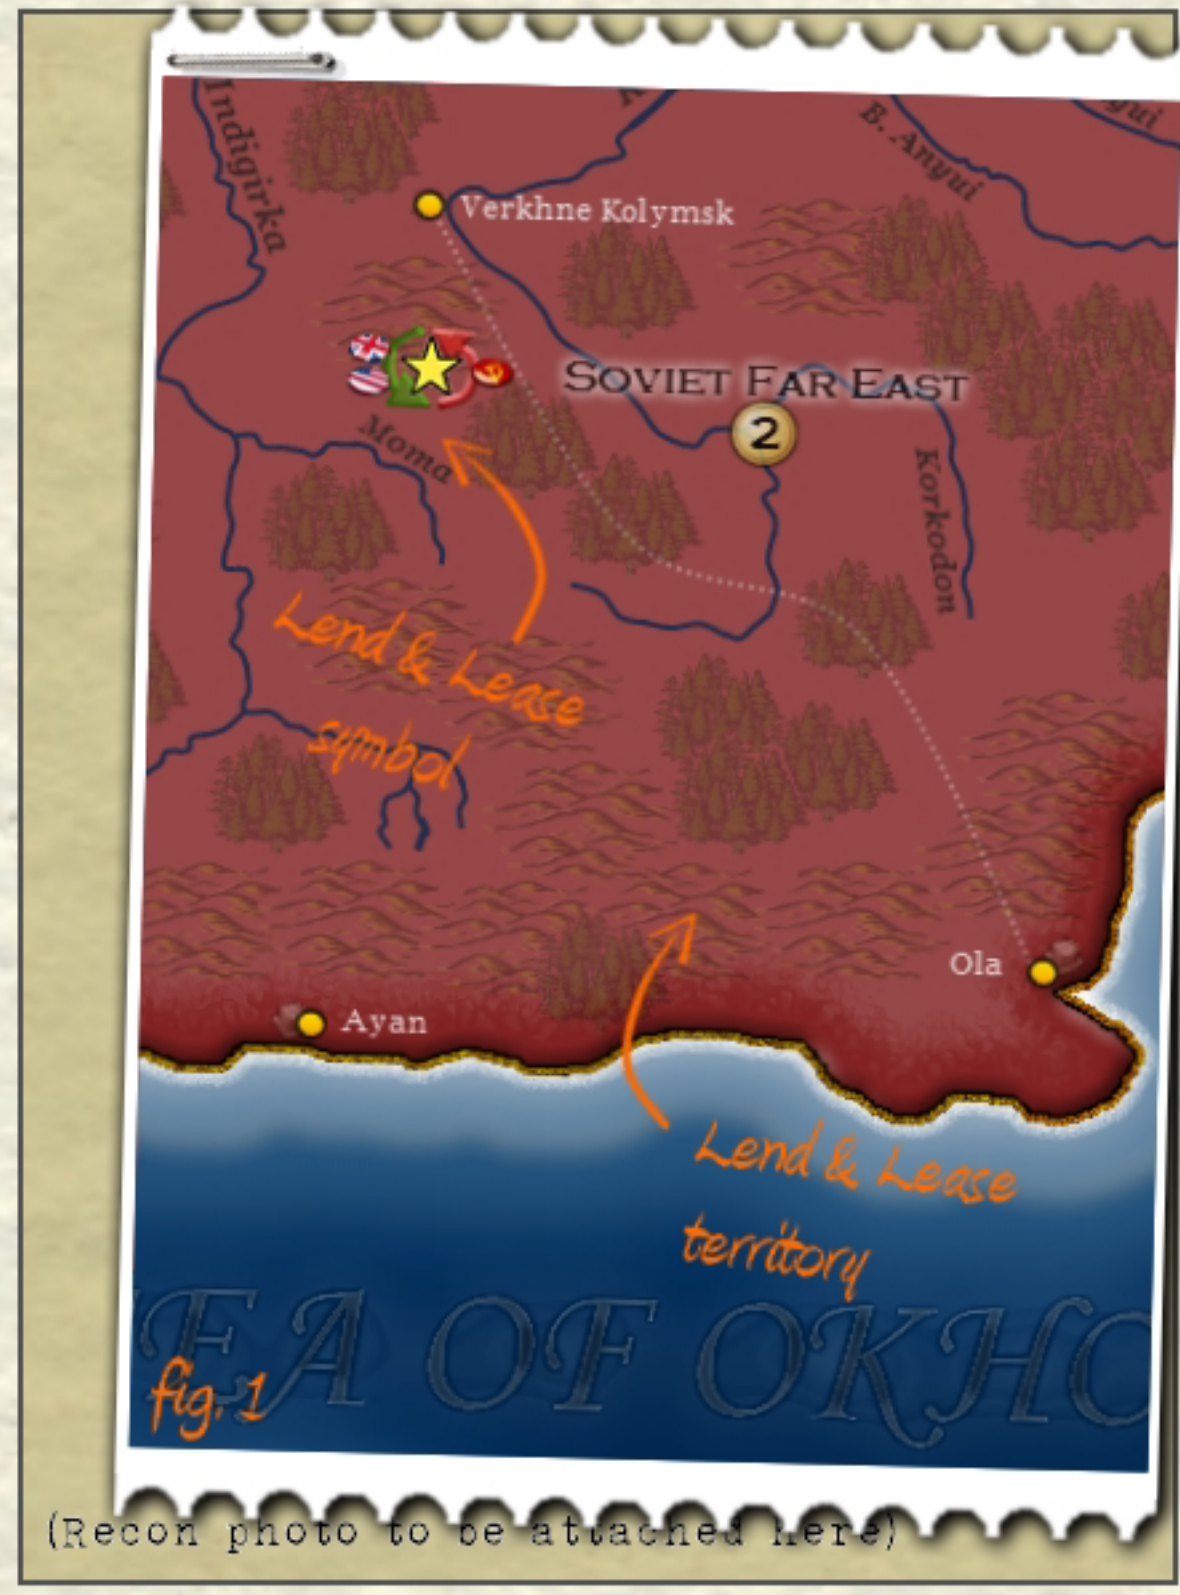 Indigirka
B. Anyui
Verkhne Kolymsk
SOVIET FAR EAST
2
Moma
Korkodon
Lend & Lease
symbol
Ola
Ayan
Lend & Lease
territory
EA OF OKHO
fig. 1
(Recon photo to be attached here)